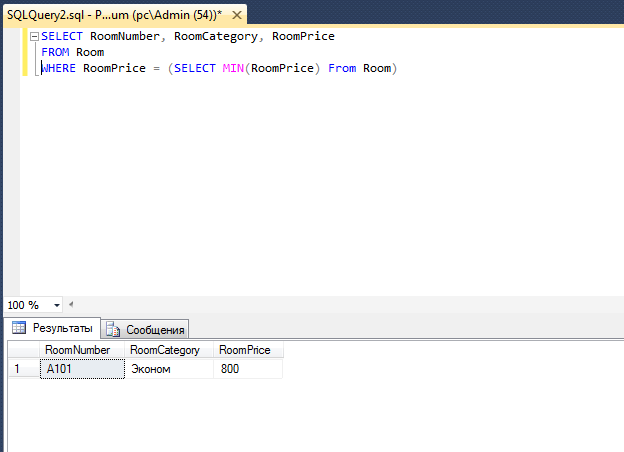 SQLQuery2.sql - P...um (pc\Admin (54))*
SELECT RoomNumber, RoomCategory, RoomPrice
FROM Room
WHERE RoomPrice = (SELECT MIN(RoomPrice) From Room)
100 %
Результаты Сообщения
RoomNumber RoomCategory RoomPrice
1 A101 Эконом 800